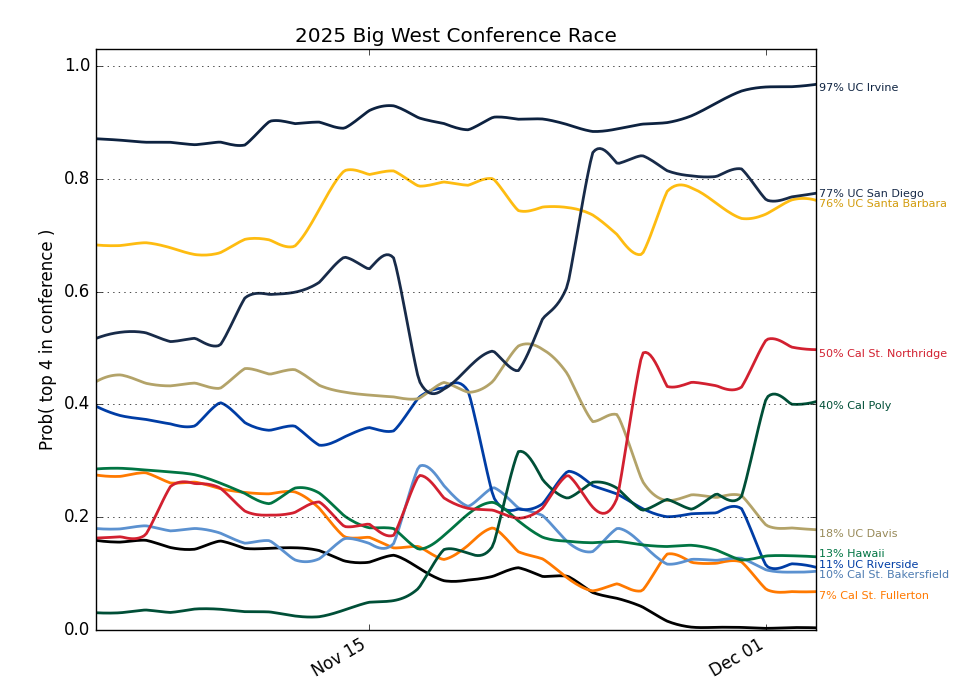 2025 Big West Conference Race
Prob( top 4 in conference )
1.0
0.8
0.6
0.4
0.2
0.0
Nov 15
Dec 01
97% UC Irvine
77% UC San Diego
76% UC Santa Barbara
50% Cal St. Northridge
40% Cal Poly
18% UC Davis
13% Hawaii
11% UC Riverside
10% Cal St. Bakersfield
7% Cal St. Fullerton